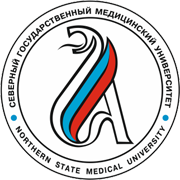 СЕВЕРНЫЙ ГОСУДАРСТВЕННЫЙ МЕДИЦИНСКИЙ УНИВЕРСИТЕТ
NORTHERN STATE MEDICAL UNIVERSITY